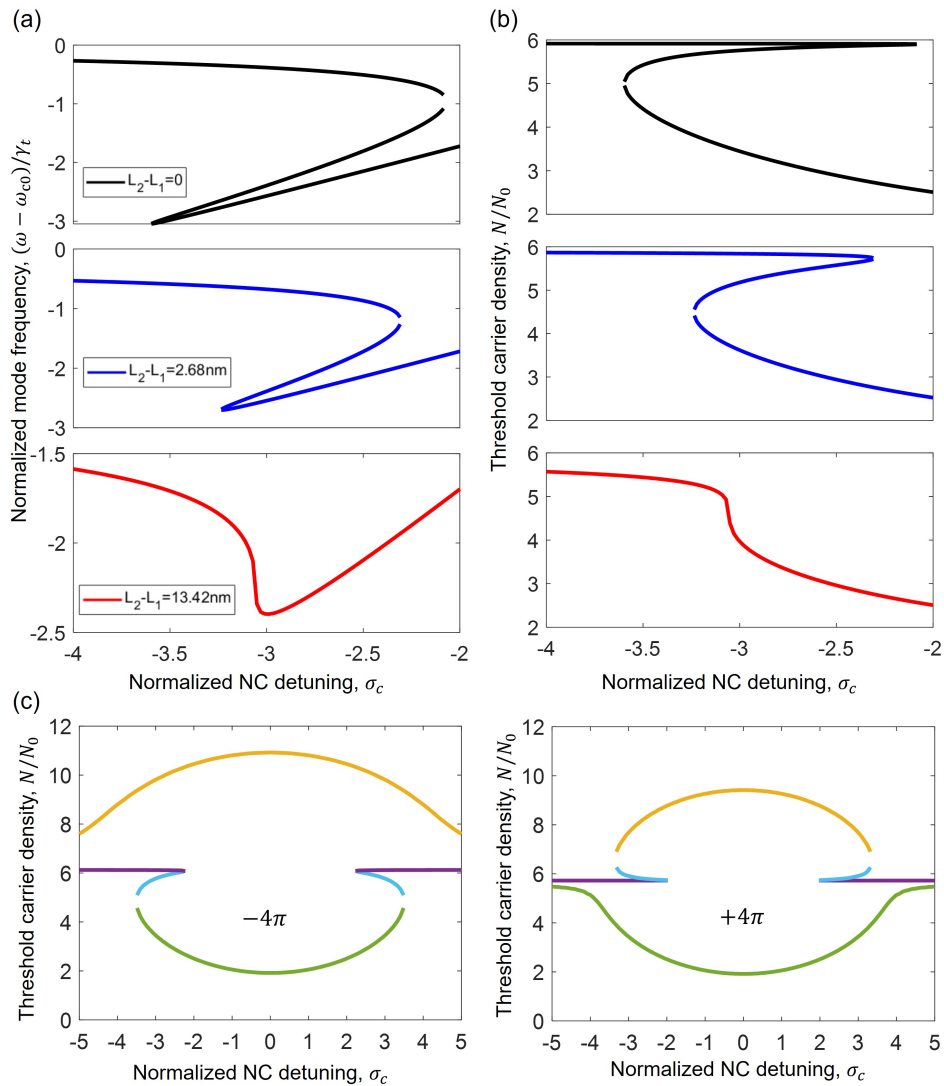 (a)
(b)
0
-1
-2
-3
L₂-L₁=0
6
5
4
3
2
0
-1
-2
-3
L₂-L₁=2.68nm
6
5
4
3
2
-1.5
-2
-2.5
L₂-L₁=13.42nm
6
5
4
3
2
-4 -3.5 -3 -2.5 -2
-4 -3.5 -3 -2.5 -2
Normalized mode frequency, (ω − ω_c0)/γ_t
Threshold carrier density, N/N₀
Normalized NC detuning, σ_c
Normalized NC detuning, σ_c
(c)
12
10
8
6
4
2
0
−4π
-5 -4 -3 -2 -1 0 1 2 3 4 5
Threshold carrier density, N/N₀
Normalized NC detuning, σ_c
12
10
8
6
4
2
0
+4π
-5 -4 -3 -2 -1 0 1 2 3 4 5
Threshold carrier density, N/N₀
Normalized NC detuning, σ_c